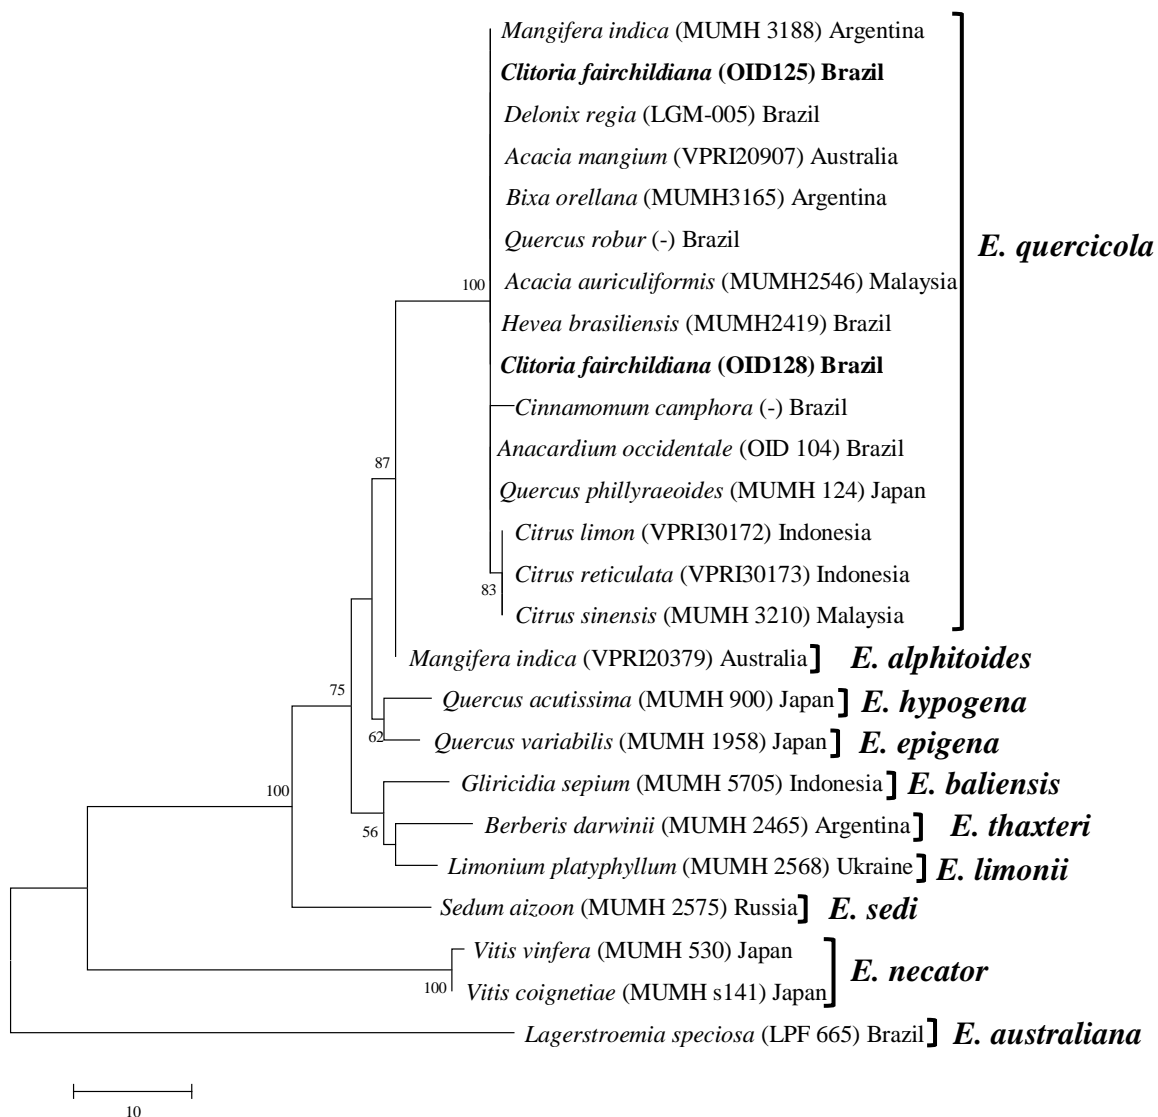 Mangifera indica (MUMH 3188) Argentina
Clitoria fairchildiana (OID125) Brazil
Delonix regia (LGM-005) Brazil
Acacia mangium (VPRI20907) Australia
Bixa orellana (MUMH3165) Argentina
Quercus robur (-) Brazil
E. quercicola
Acacia auriculiformis (MUMH2546) Malaysia
100
Hevea brasiliensis (MUMH2419) Brazil
Clitoria fairchildiana (OID128) Brazil
Cinnamomum camphora (-) Brazil
Anacardium occidentale (OID 104) Brazil
87
Quercus phillyraeoides (MUMH 124) Japan
Citrus limon (VPRI30172) Indonesia
Citrus reticulata (VPRI30173) Indonesia
83
Citrus sinensis (MUMH 3210) Malaysia
Mangifera indica (VPRI20379) Australia E. alphitoides
75
Quercus acutissima (MUMH 900) Japan E. hypogena
62
Quercus variabilis (MUMH 1958) Japan E. epigena
Gliricidia sepium (MUMH 5705) Indonesia E. baliensis
100
56
Berberis darwinii (MUMH 2465) Argentina E. thaxteri
Limonium platyphyllum (MUMH 2568) Ukraine E. limonii
Sedum aizoon (MUMH 2575) Russia E. sedi
Vitis vinfera (MUMH 530) Japan
E. necator
100
Vitis coignetiae (MUMH s141) Japan
Lagerstroemia speciosa (LPF 665) Brazil E. australiana
10